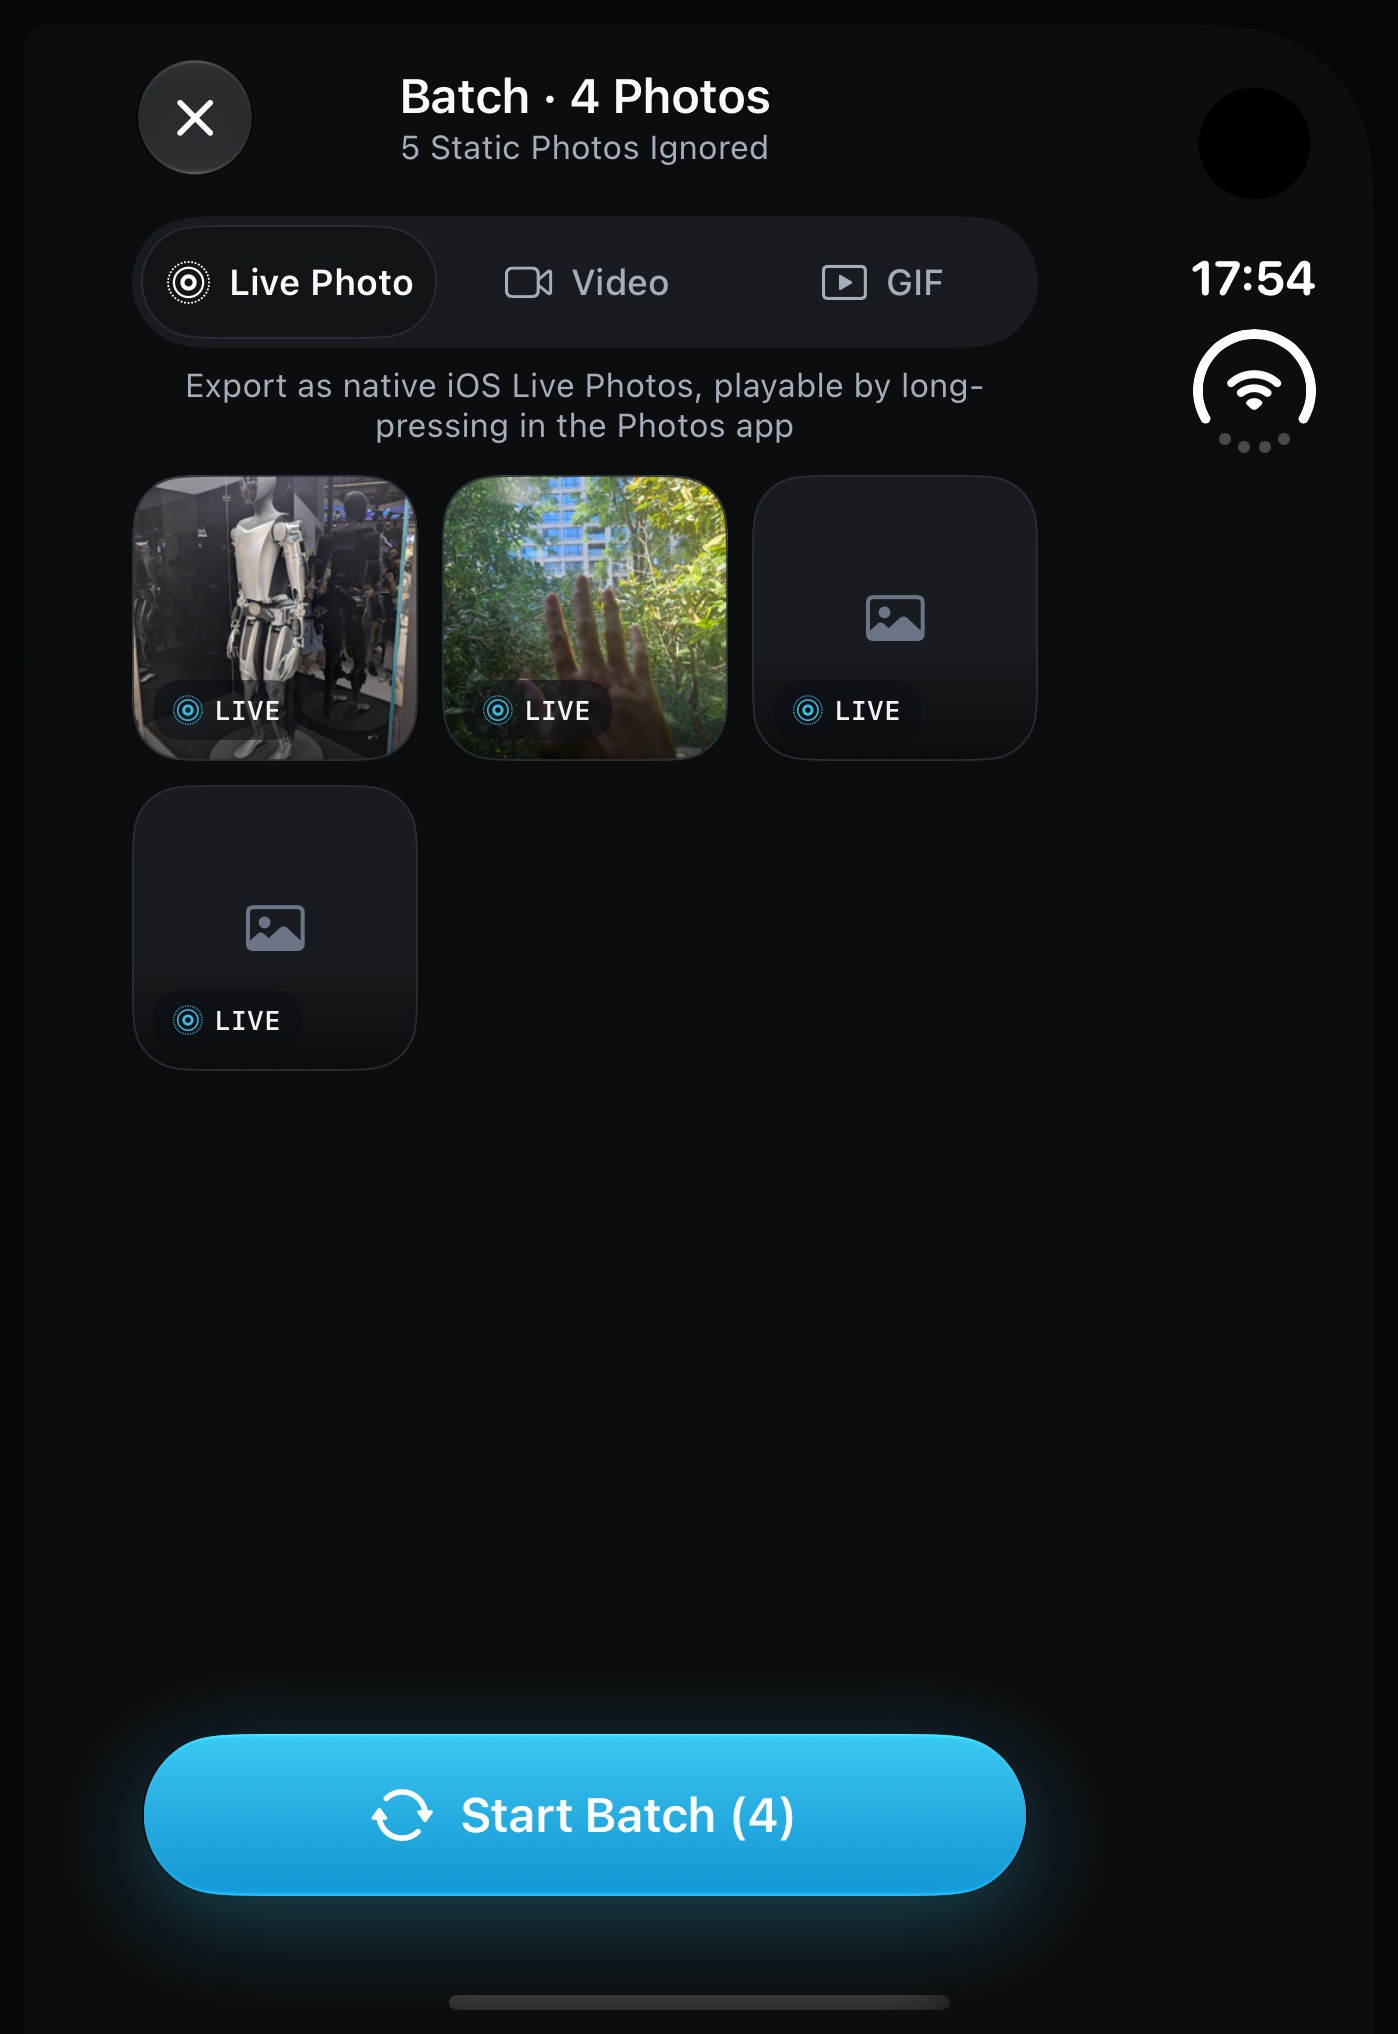 Batch · 4 Photos
5 Static Photos Ignored
17:54
Live Photo
Video
GIF
Export as native iOS Live Photos, playable by long-
pressing in the Photos app
LIVE
LIVE
LIVE
LIVE
Start Batch (4)